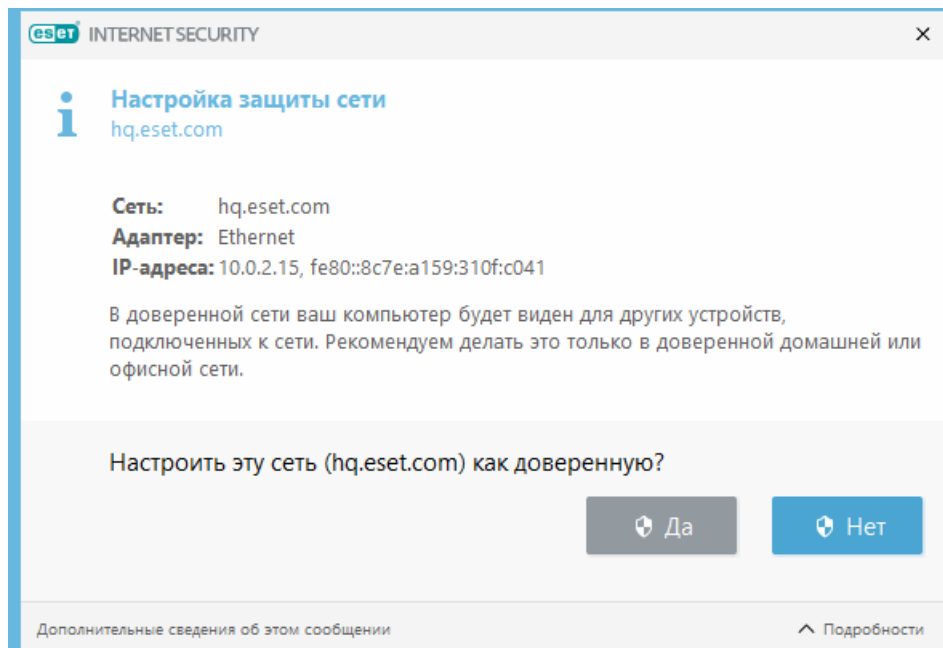 eset INTERNET SECURITY
Настройка защиты сети
hq.eset.com
Сеть: hq.eset.com
Адаптер: Ethernet
IP-адреса: 10.0.2.15, fe80::8c7e:a159:310f:c041
В доверенной сети ваш компьютер будет виден для других устройств,
подключенных к сети. Рекомендуем делать это только в доверенной домашней или
офисной сети.
Настроить эту сеть (hq.eset.com) как доверенную?
Да Нет
Дополнительные сведения об этом сообщении Подробности